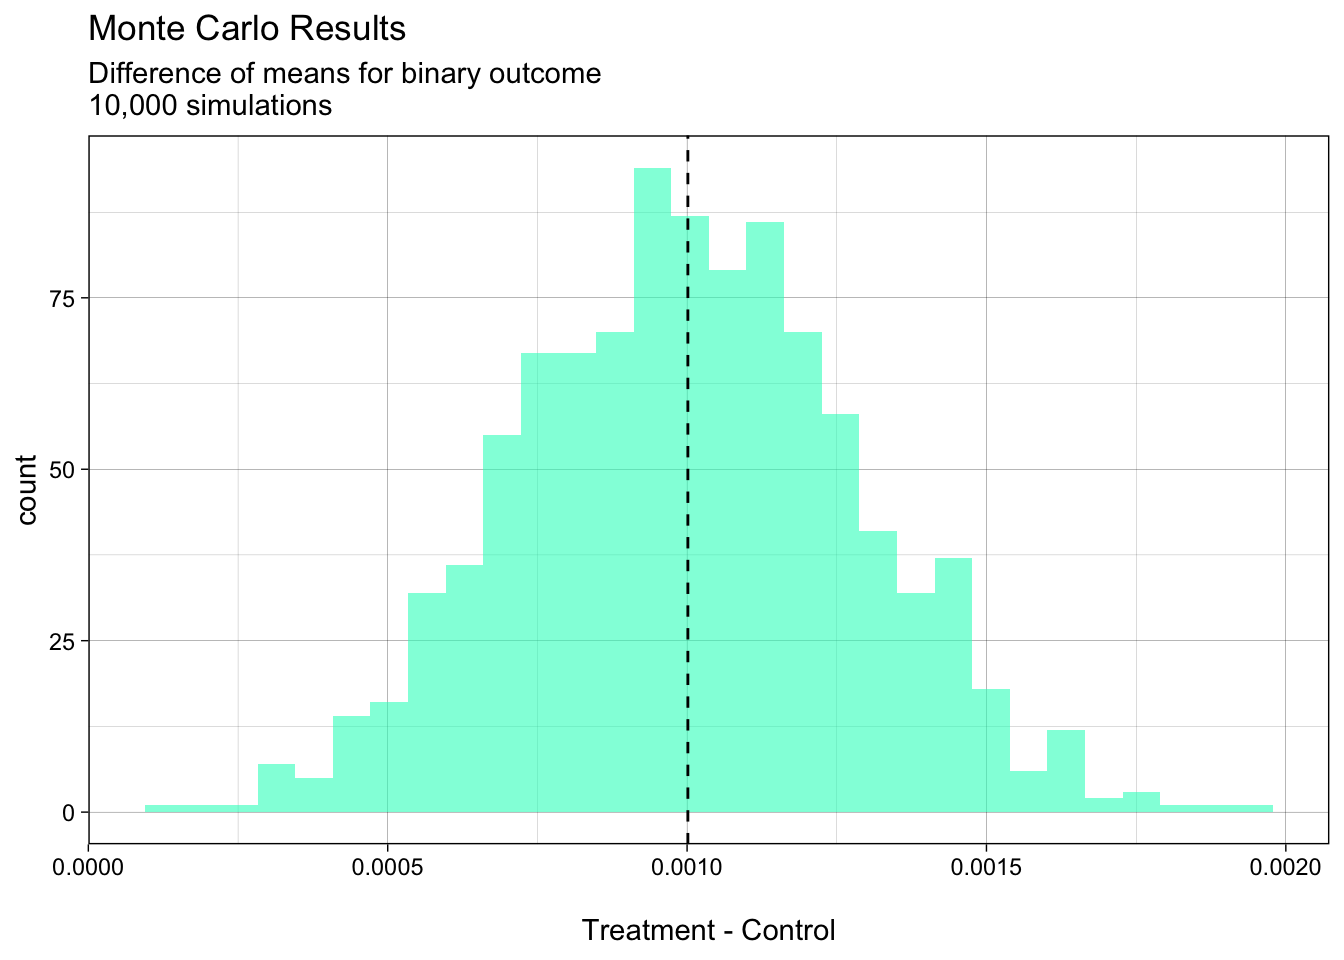 Monte Carlo Results
Difference of means for binary outcome
10,000 simulations
count
75
50
25
0
0.0000
0.0005
0.0010
0.0015
0.0020
Treatment - Control